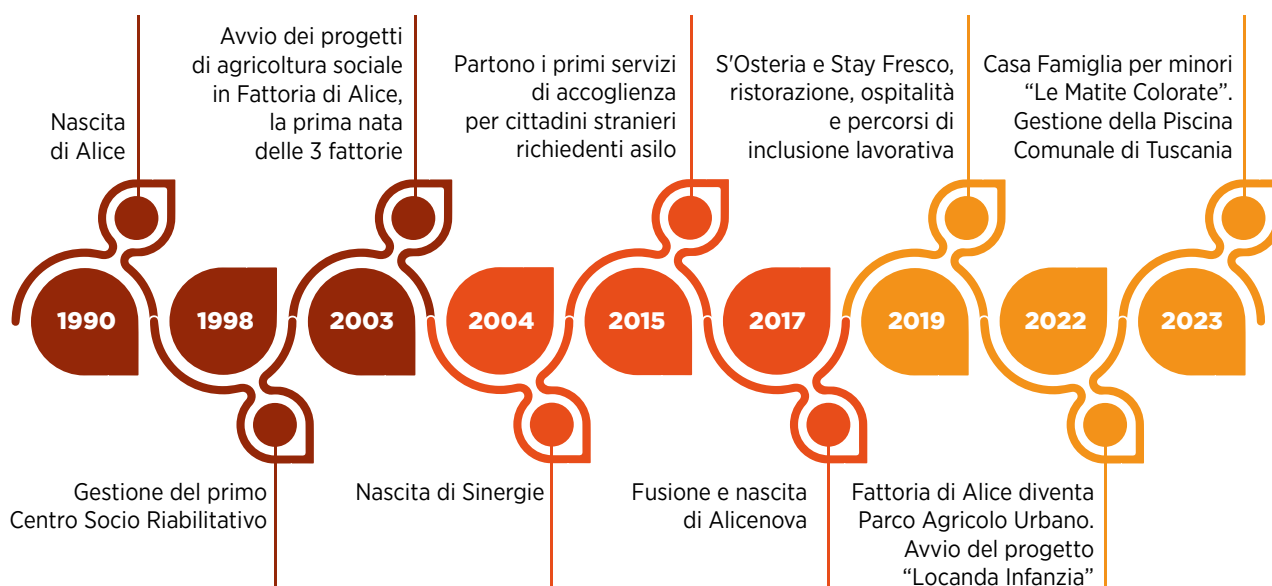 Nascita
di Alice
Avvio dei progetti
di agricoltura sociale
in Fattoria di Alice,
la prima nata
delle 3 fattorie
Partono i primi servizi
di accoglienza
per cittadini stranieri
richiedenti asilo
S'Osteria e Stay Fresco,
ristorazione, ospitalità
e percorsi di
inclusione lavorativa
Casa Famiglia per minori
“Le Matite Colorate”.
Gestione della Piscina
Comunale di Tuscania
1990
1998
2003
2004
2015
2017
2019
2022
2023
Gestione del primo
Centro Socio Riabilitativo
Nascita di Sinergie
Fusione e nascita
di Alicenova
Fattoria di Alice diventa
Parco Agricolo Urbano.
Avvio del progetto
“Locanda Infanzia”